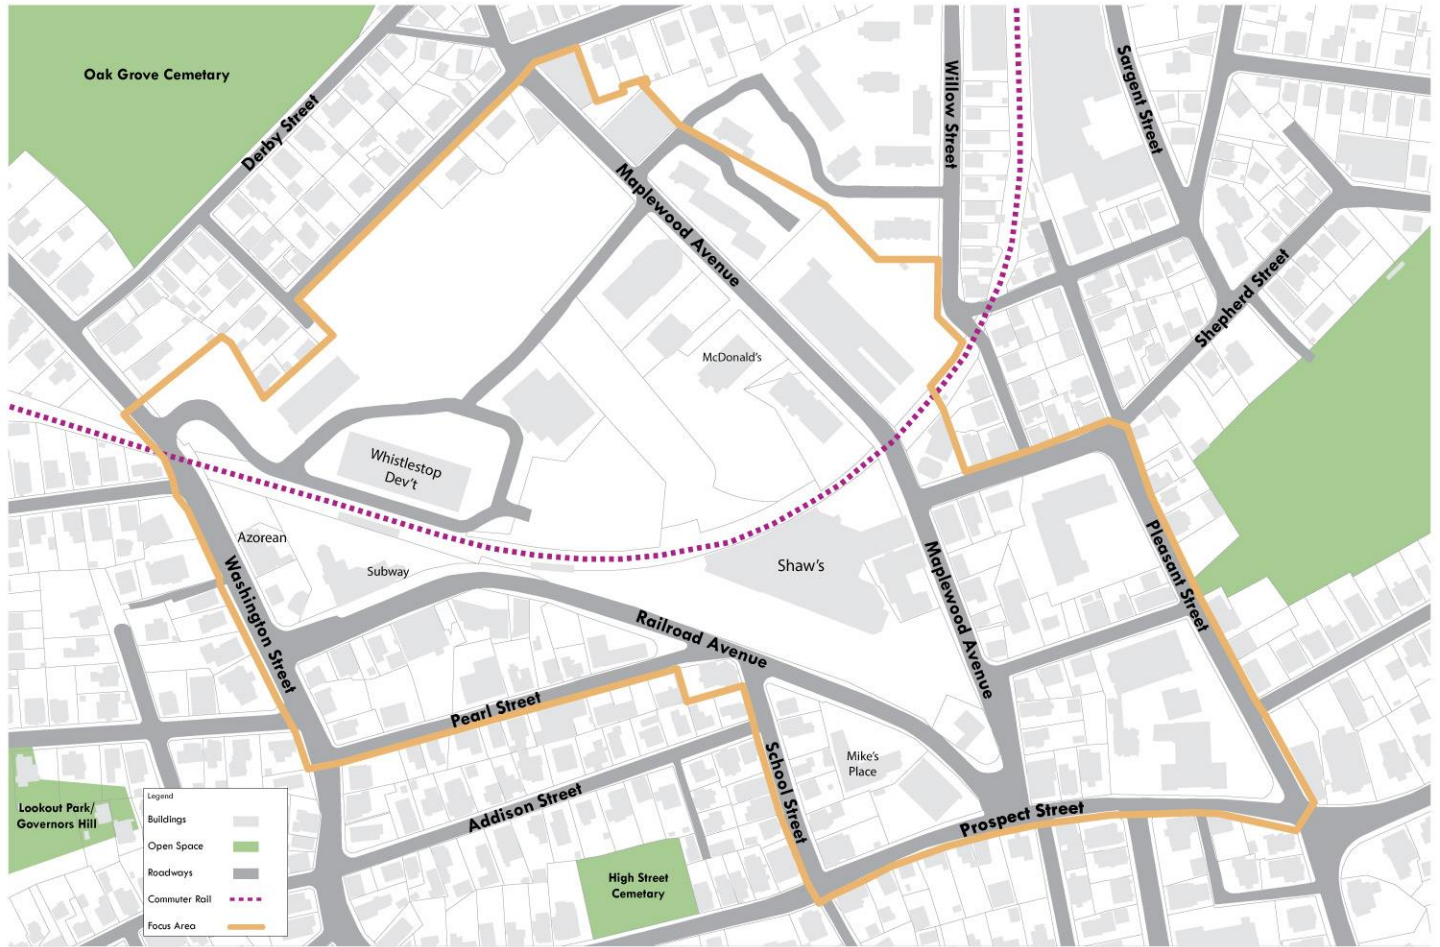 Oak Grove Cemetary
Derby Street
Willow Street
Sargent Street
Maplewood Avenue
Shepherd Street
McDonald's
Whistlestop
Dev't
Azorean
Subway
Shaw's
Washington Street
Railroad Avenue
Maplewood Avenue
Pleasant Street
Pearl Street
School Street
Mike's
Place
Addison Street
Prospect Street
Lookout Park/
Governors Hill
High Street
Cemetary
Legend
Buildings
Open Space
Roadways
Commuter Rail
Focus Area